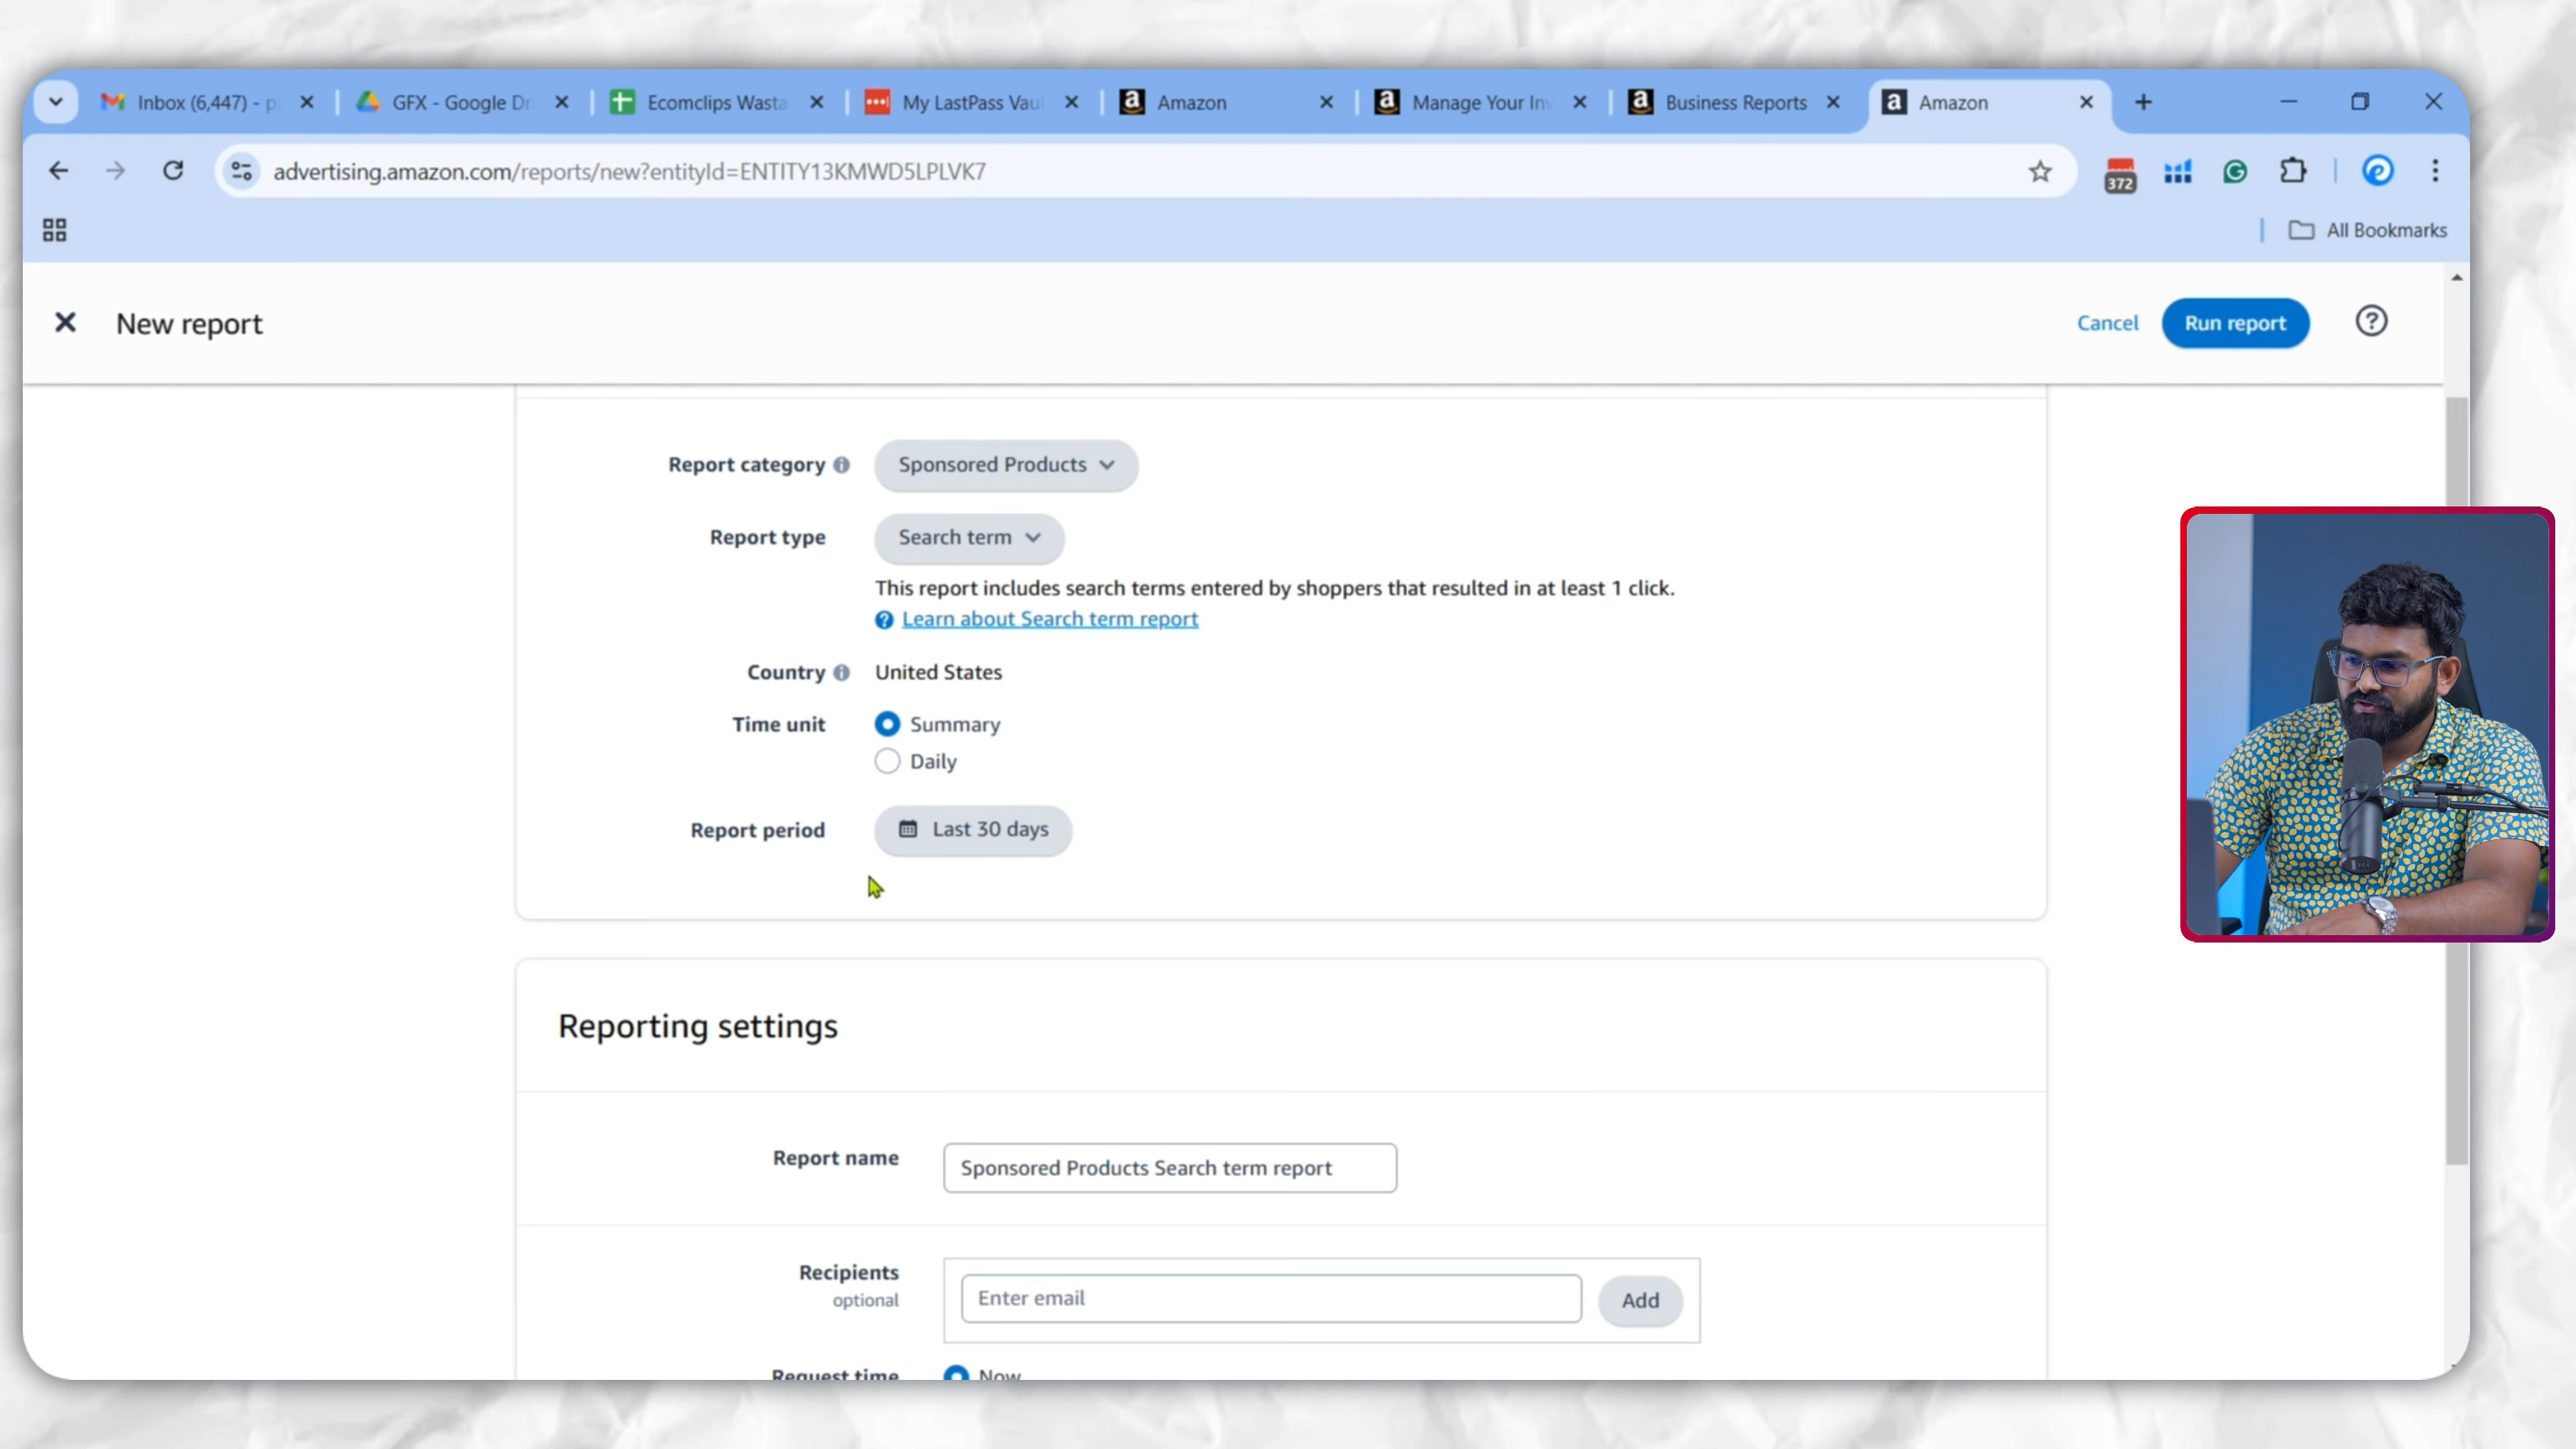 Inbox (6,447) - p
GFX - Google Dri
Ecomclips Wasta
My LastPass Vaul
Amazon
Manage Your Inv
Business Reports
Amazon
advertising.amazon.com/reports/new?entityId=ENTITY13KMWD5LPLVK7
372
All Bookmarks
New report
Cancel
Run report
Report category
Sponsored Products
Report type
Search term
This report includes search terms entered by shoppers that resulted in at least 1 click.
Learn about Search term report
Country
United States
Time unit
Summary
Daily
Report period
Last 30 days
Reporting settings
Report name
Sponsored Products Search term report
Recipients
optional
Enter email
Add
Request time
Now